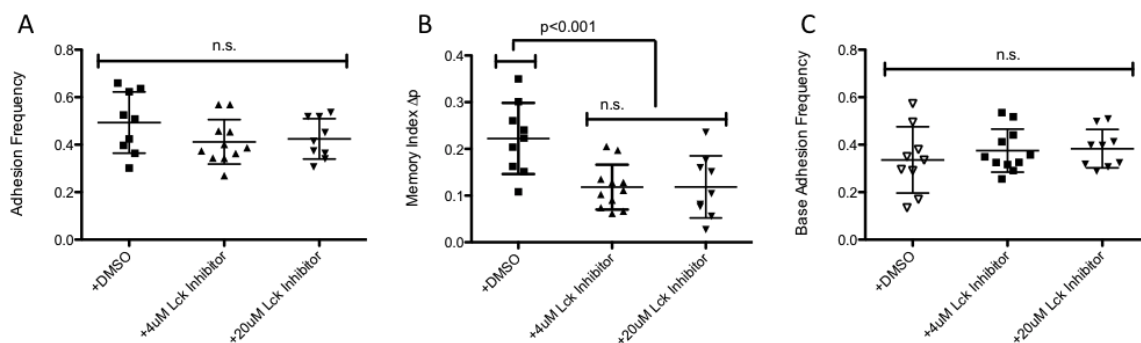 A
n.s.
Adhesion Frequency
0.8
0.6
0.4
0.2
0.0
+DMSO
+4uM Lck Inhibitor
+20uM Lck Inhibitor
B
p<0.001
n.s.
Memory Index Δp
0.4
0.3
0.2
0.1
0.0
+DMSO
+4uM Lck Inhibitor
+20uM Lck Inhibitor
C
n.s.
Base Adhesion Frequency
0.8
0.6
0.4
0.2
0.0
+DMSO
+4uM Lck Inhibitor
+20uM Lck Inhibitor